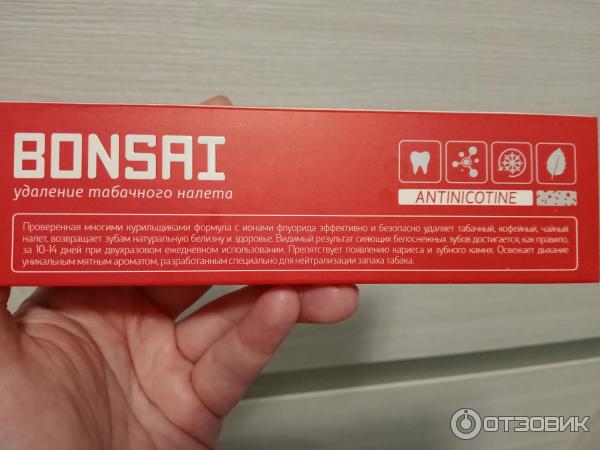 BONSAI
удаление табачного налета
ANTINICOTINE
Проверенная многими курильщиками формула с ионами флуорида эффективно и безопасно удаляет табачный, кофейный, чайный
налет, возвращает зубам натуральную белизну и здоровье. Видимый результат сияющих белоснежных зубов достигается, как правило,
за 10-14 дней при двухразовом ежедневном использовании. Препятствует появлению кариеса и зубного камня. Освежает дыхание
уникальным мятным ароматом, разработанным специально для нейтрализации запаха табака.
ОТЗОВИК